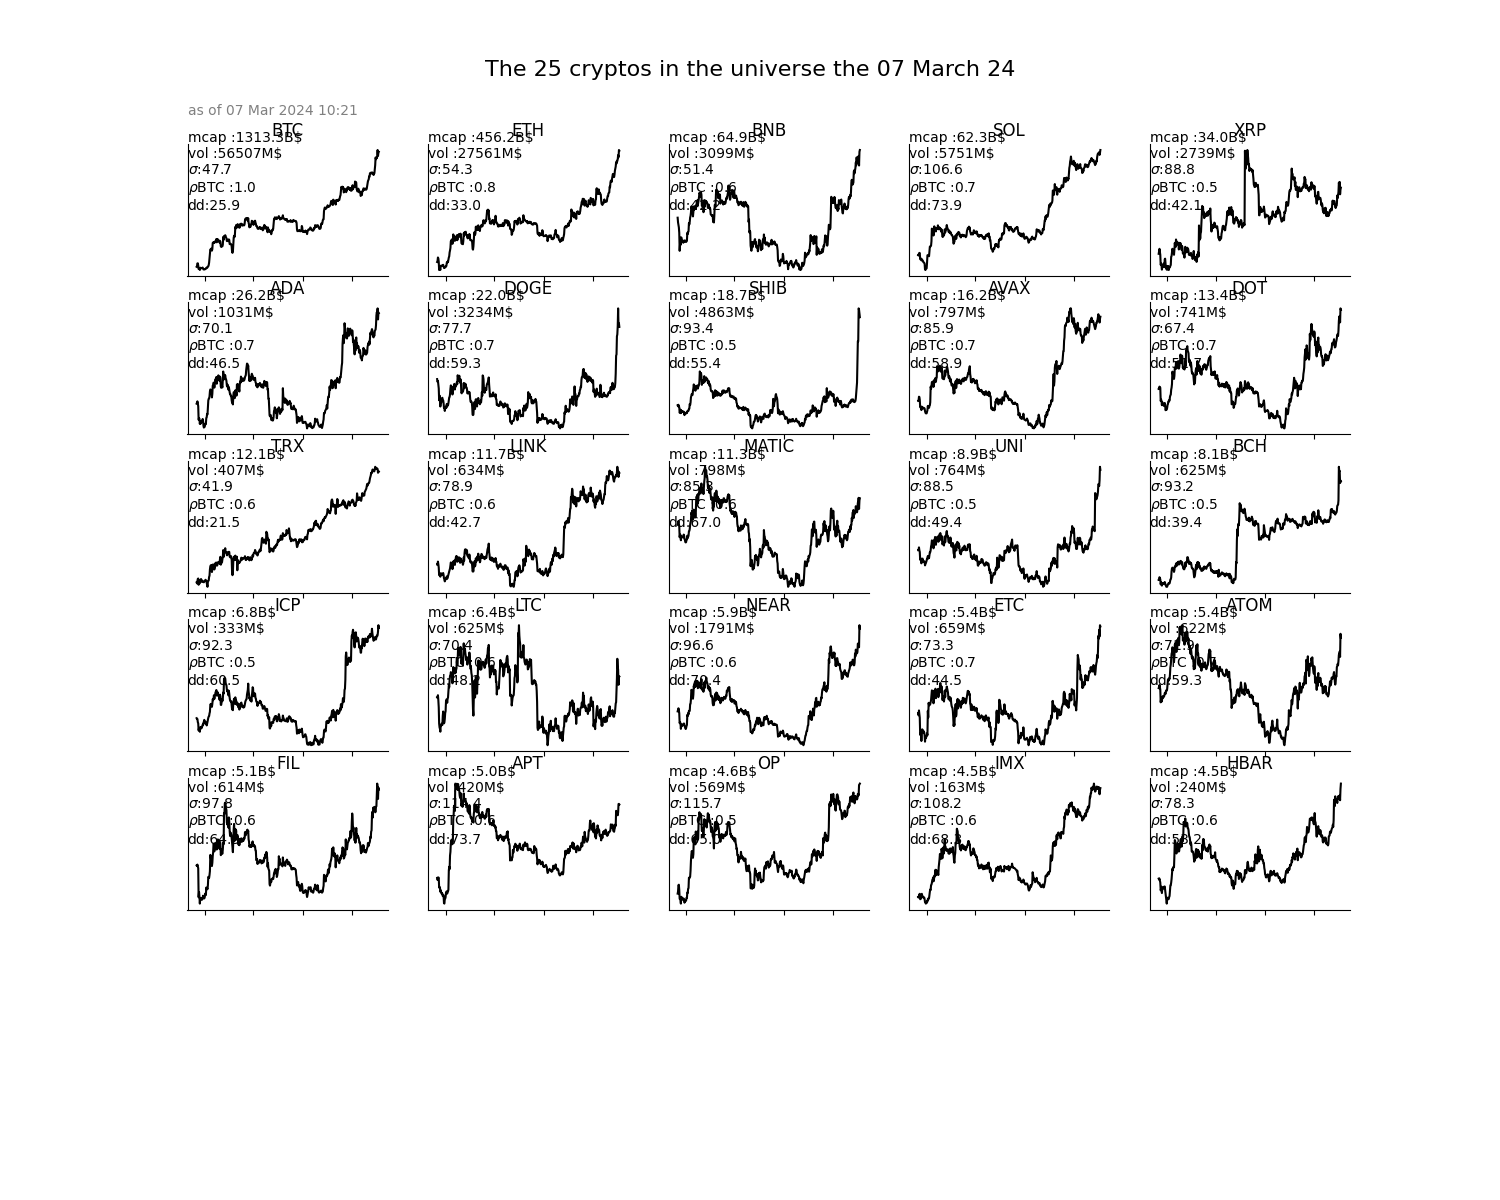 The 25 cryptos in the universe the 07 March 24
as of 07 Mar 2024 10:21
BTC
mcap :1313.3B$
vol :56507M$
σ:47.7
ρBTC :1.0
dd:25.9
ETH
mcap :456.2B$
vol :27561M$
σ:54.3
ρBTC :0.8
dd:33.0
BNB
mcap :64.9B$
vol :3099M$
σ:51.4
ρBTC :0.6
SOL
mcap :62.3B$
vol :5751M$
σ:106.6
ρBTC :0.7
dd:73.9
XRP
mcap :34.0B$
vol :2739M$
σ:88.8
ρBTC :0.5
dd:42.1
ADA
mcap :26.2B$
vol :1031M$
σ:70.1
ρBTC :0.7
dd:46.5
DOGE
mcap :22.0B$
vol :3234M$
σ:77.7
ρBTC :0.7
dd:59.3
SHIB
mcap :18.7B$
vol :4863M$
σ:93.4
ρBTC :0.5
dd:55.4
AVAX
mcap :16.2B$
vol :797M$
σ:85.9
ρBTC :0.7
dd:58.9
DOT
mcap :13.4B$
vol :741M$
σ:67.4
ρBTC :0.7
TRX
mcap :12.1B$
vol :407M$
σ:41.9
ρBTC :0.6
dd:21.5
LINK
mcap :11.7B$
vol :634M$
σ:78.9
ρBTC :0.6
dd:42.7
MATIC
mcap :11.3B$
vol :798M$
ρBTC :0.6
dd:67.0
UNI
mcap :8.9B$
vol :764M$
σ:88.5
ρBTC :0.5
dd:49.4
BCH
mcap :8.1B$
vol :625M$
σ:93.2
ρBTC :0.5
dd:39.4
ICP
mcap :6.8B$
vol :333M$
σ:92.3
ρBTC :0.5
dd:60.5
LTC
mcap :6.4B$
vol :625M$
σ:70.4
ρBTC
NEAR
mcap :5.9B$
vol :1791M$
σ:96.6
ρBTC :0.6
ETC
mcap :5.4B$
vol :659M$
σ:73.3
ρBTC :0.7
dd:44.5
ATOM
mcap :5.4B$
vol
ρBTC
dd:59.3
FIL
mcap :5.1B$
vol :614M$
σ:97.8
ρBTC :0.6
APT
mcap :5.0B$
vol :420M$
ρBTC :0.6
dd:73.7
OP
mcap :4.6B$
vol :569M$
σ:115.7
ρBTC :0.5
IMX
mcap :4.5B$
vol :163M$
σ:108.2
ρBTC :0.6
HBAR
mcap :4.5B$
vol :240M$
σ:78.3
ρBTC :0.6